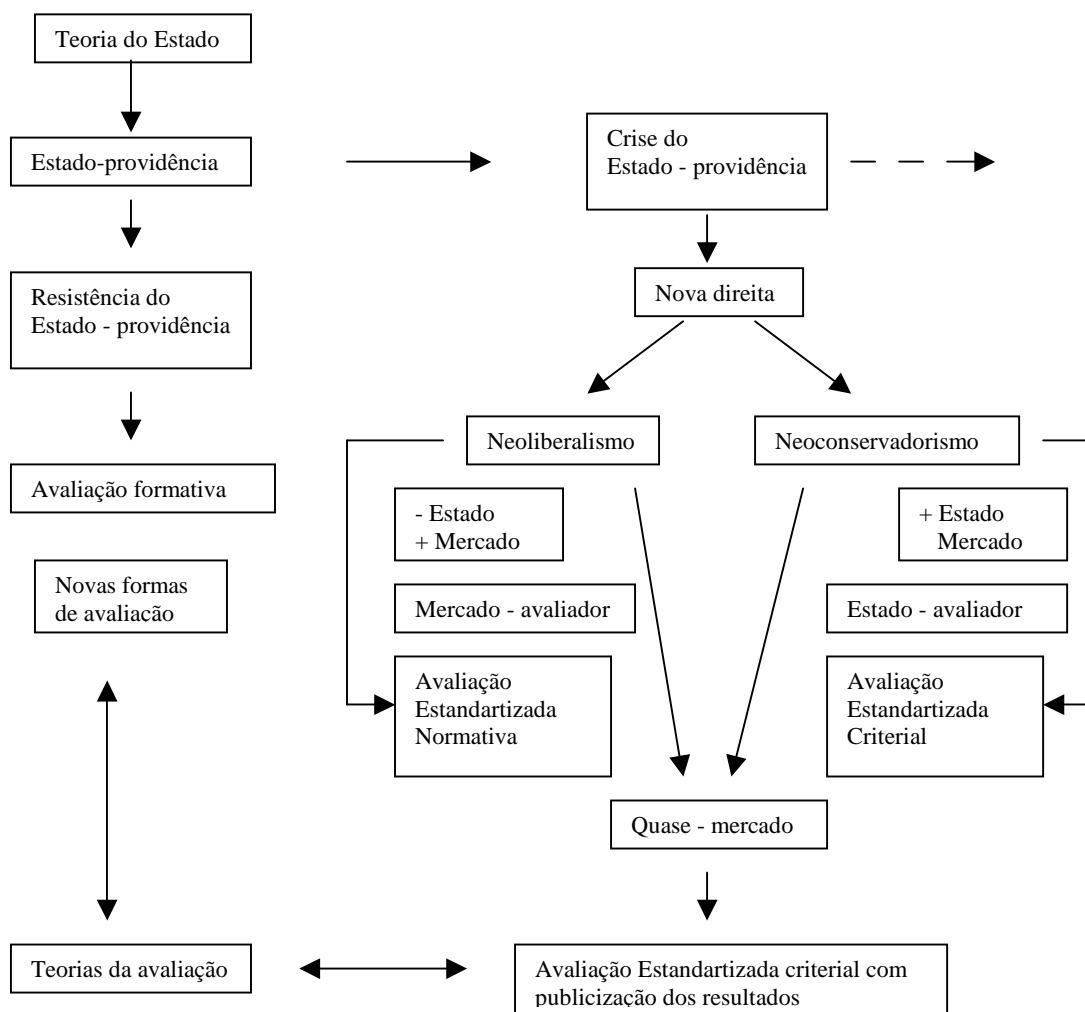 Teoria do Estado
Estado-providência
Crise do
Estado - providência
Resistência do
Estado - providência
Nova direita
Avaliação formativa
Neoliberalismo
Neoconservadorismo
- Estado
+ Mercado
+ Estado
Mercado
Novas formas
de avaliacão
Mercado - avaliador
Estado - avaliador
Avaliação
Estandartizada
Normativa
Avaliação
Estandartizada
Criterial
Quase - mercado
Teorias da avaliação
Avaliação Estandartizada criterial com
publicização dos resultados